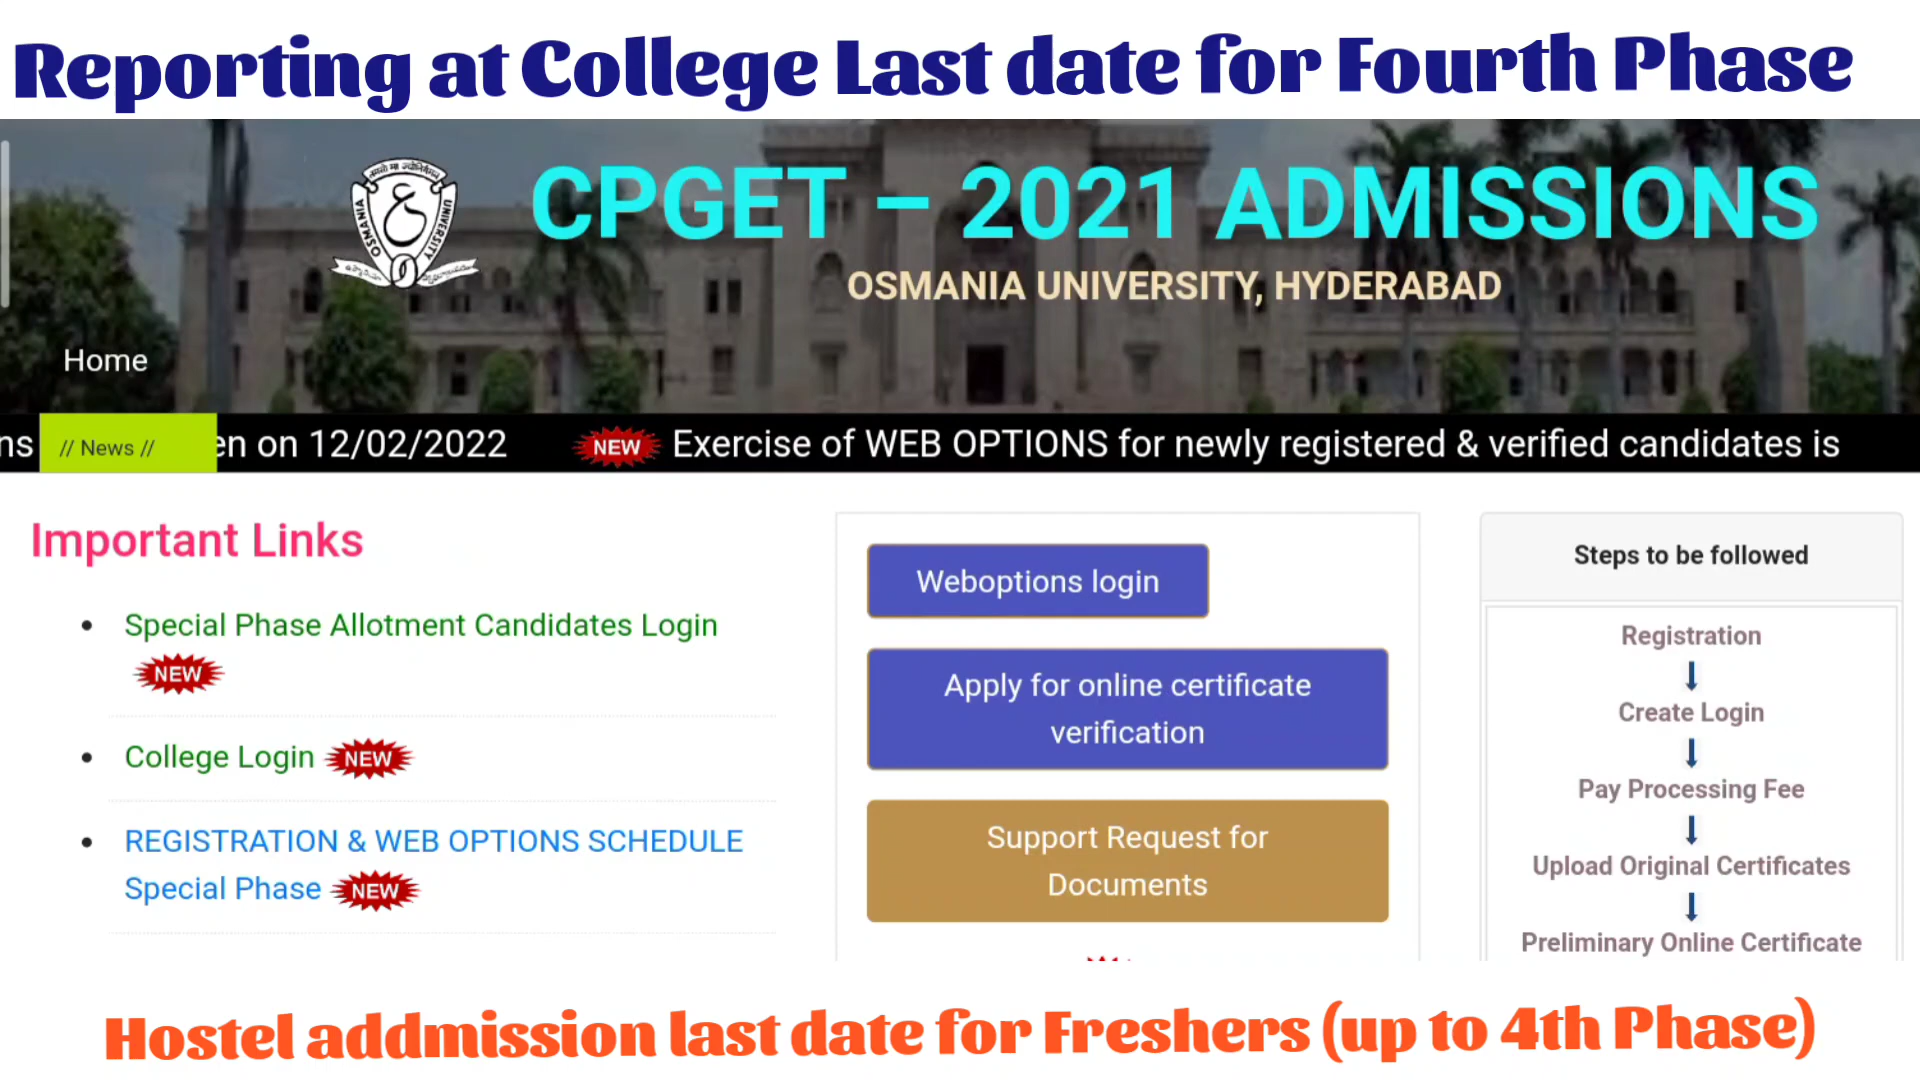 Reporting at College Last date for Fourth Phase
OSMANIA UNIVERSITY
CPGET – 2021 ADMISSIONS
OSMANIA UNIVERSITY, HYDERABAD
Home
ns // News // en on 12/02/2022 NEW Exercise of WEB OPTIONS for newly registered & verified candidates is
Important Links
Special Phase Allotment Candidates Login
NEW
College Login NEW
REGISTRATION & WEB OPTIONS SCHEDULE
Special Phase NEW
Weboptions login
Apply for online certificate
verification
Support Request for
Documents
Steps to be followed
Registration
Create Login
Pay Processing Fee
Upload Original Certificates
Preliminary Online Certificate
Hostel addmission last date for Freshers (up to 4th Phase)